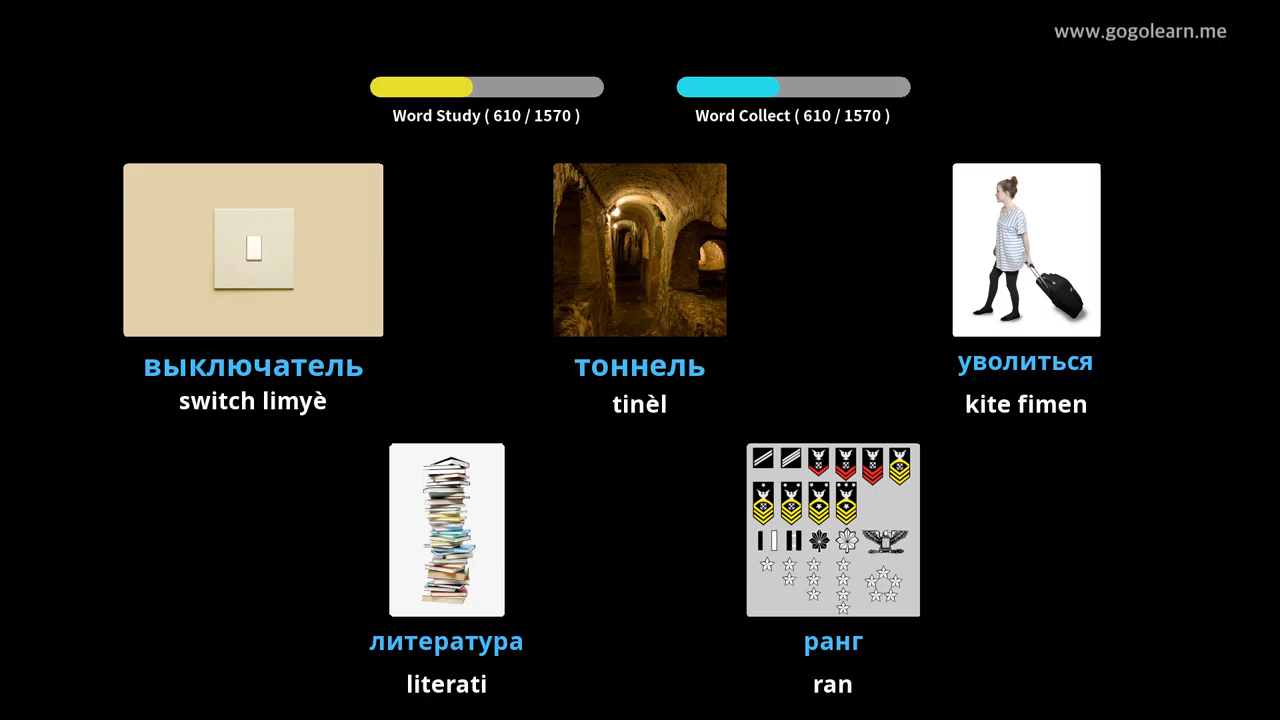 www.gogolearn.me
Word Study ( 610 / 1570 )
Word Collect ( 610 / 1570 )
выключатель
switch limyè
тоннель
tinèl
уволиться
kite fimen
литература
literati
ранг
ran